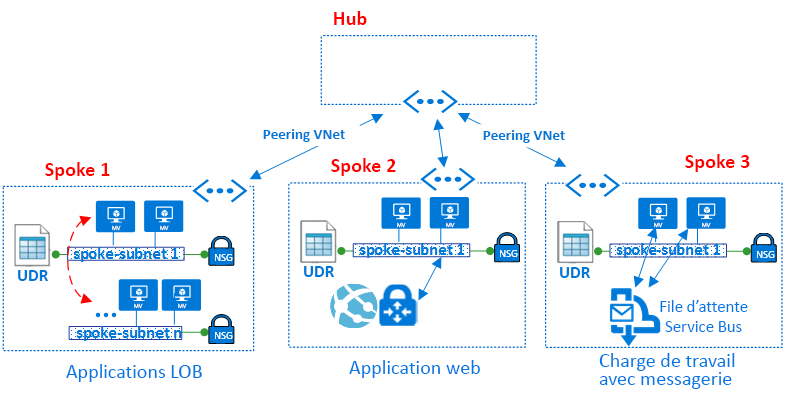 Hub
Peering VNet
Peering VNet
Spoke 1
Spoke 2
Spoke 3
MV
MV
UDR
spoke-subnet 1
NSG
MV
MV
...
spoke-subnet n
NSG
Applications LOB
MV
MV
UDR
spoke-subnet 1
NSG
Application web
MV
MV
UDR
spoke-subnet 1
NSG
File d’attente
Service Bus
Charge de travail
avec messagerie